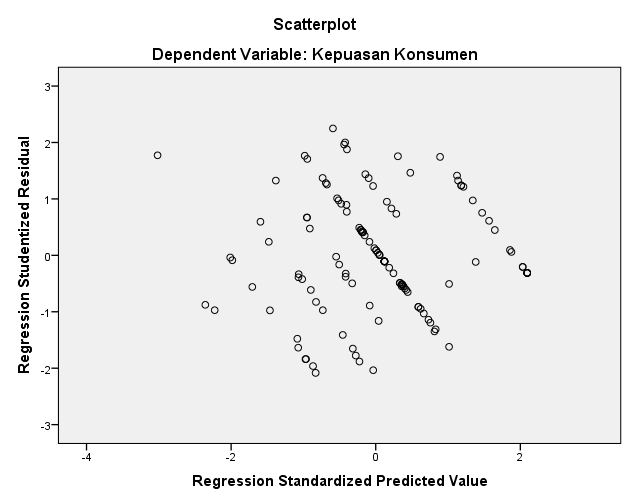 Scatterplot
Dependent Variable: Kepuasan Konsumen
Regression Studentized Residual
3
2
1
0
-1
-2
-3
-4
-2
0
2
Regression Standardized Predicted Value